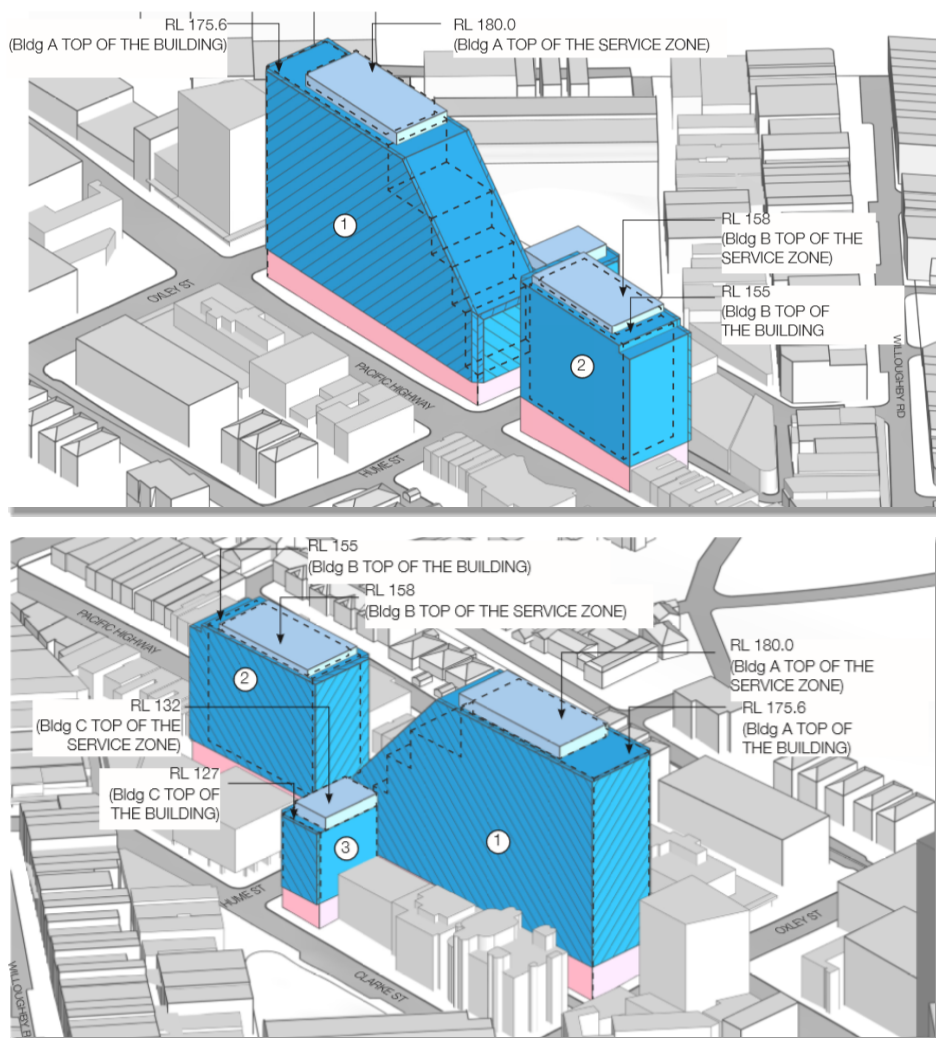 RL 175.6
(Bldg A TOP OF THE BUILDING)
RL 180.0
(Bldg A TOP OF THE SERVICE ZONE)
1
RL 158
(Bldg B TOP OF THE
SERVICE ZONE)
RL 155
(Bldg B TOP OF
THE BUILDING
2
OXLEY ST
PACIFIC HIGHWAY
HUME ST
WILLOUGHBY RD
RL 155
(Bldg B TOP OF THE BUILDING)
RL 158
(Bldg B TOP OF THE SERVICE ZONE)
PACIFIC HIGHWAY
2
RL 132
(Bldg C TOP OF THE
SERVICE ZONE)
RL 127
(Bldg C TOP OF
THE BUILDING)
RL 180.0
(Bldg A TOP OF THE
SERVICE ZONE)
RL 175.6
(Bldg A TOP OF
THE BUILDING)
3
1
HUME ST
CLARKE ST
OXLEY ST
WILLOUGHBY R